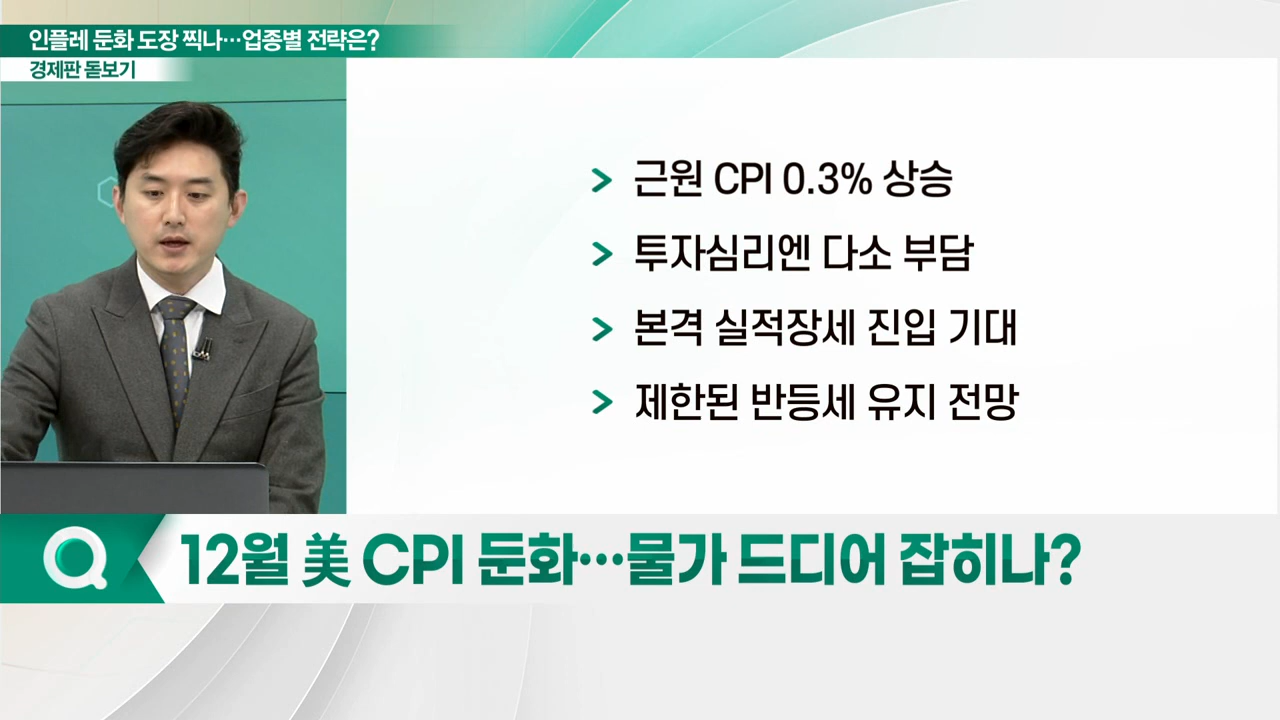 인플레 둔화 도장 찍나…업종별 전략은?
경제판 돋보기
> 근원 CPI 0.3% 상승
> 투자심리엔 다소 부담
> 본격 실적장세 진입 기대
> 제한된 반등세 유지 전망
12월 美 CPI 둔화…물가 드디어 잡히나?